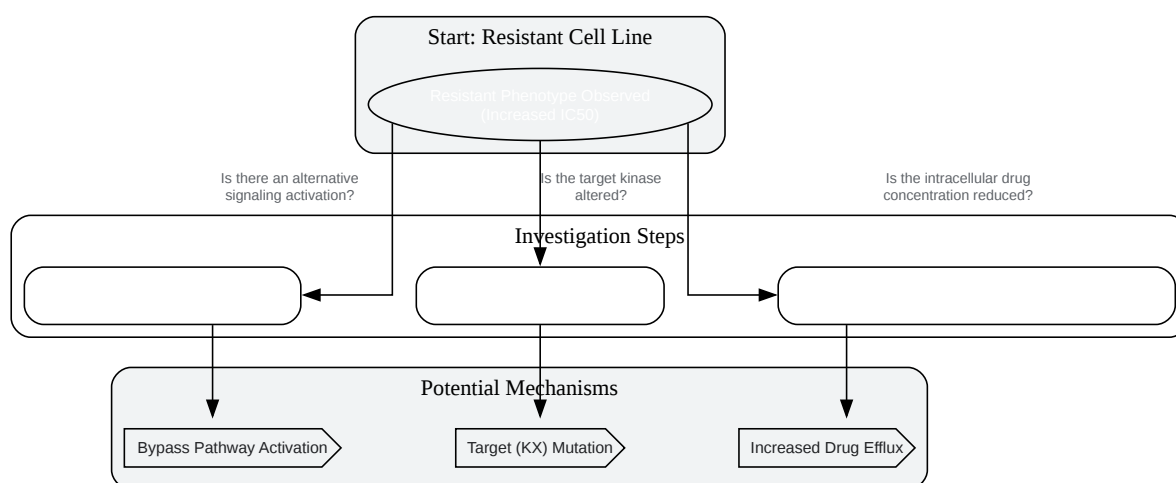 Start: Resistant Cell Line
Resistant Phenotype Observed
(Increased IC50)
Is there an alternative
signaling activation?
Is the target kinase
altered?
Is the intracellular drug
concentration reduced?
Investigation Steps
Potential Mechanisms
Bypass Pathway Activation
Target (KX) Mutation
Increased Drug Efflux